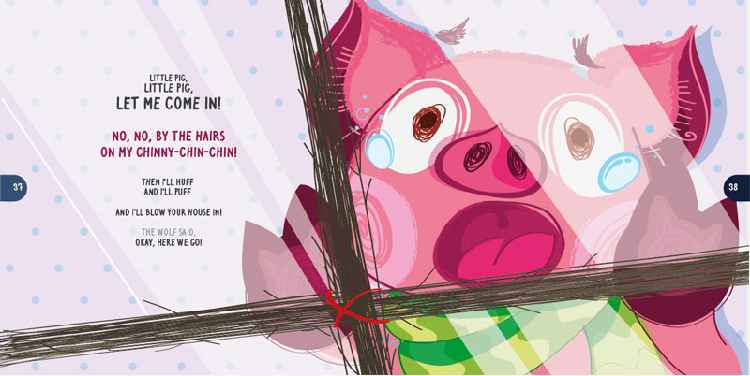 LITTLE PIG,
LITTLE PIG,
LET ME COME IN!
NO, NO, BY THE HAIRS
ON MY CHINNY-CHIN-CHIN!
THEN I'LL HUFF
AND I'LL PUFF
AND I'LL BLOW YOUR HOUSE IN!
THE WOLF SAID,
OKAY, HERE WE GO!
37
38